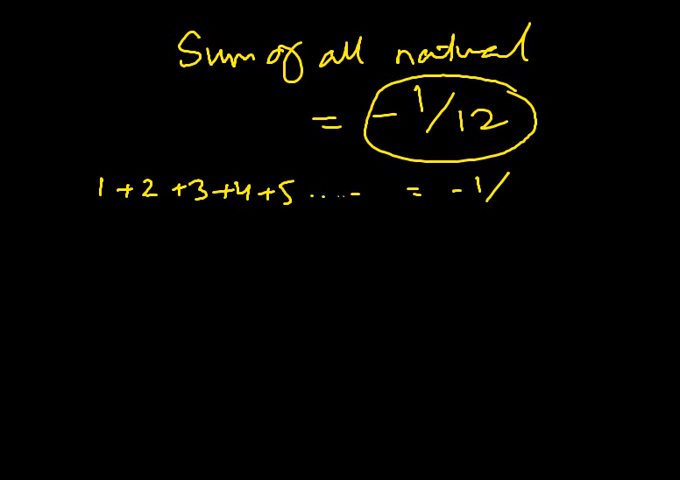 Sum of all natural
= -1/12
1 + 2 + 3 + 4 + 5 ..... = -1/